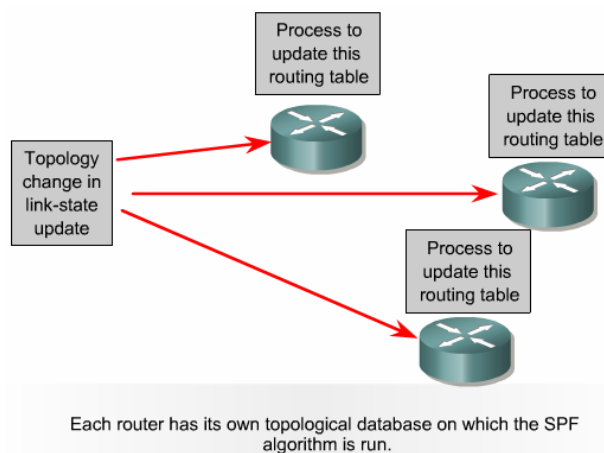 Process to
update this
routing table
Process to
update this
routing table
Topology
change in
link-state
update
Process to
update this
routing table
Each router has its own topological database on which the SPF
algorithm is run.